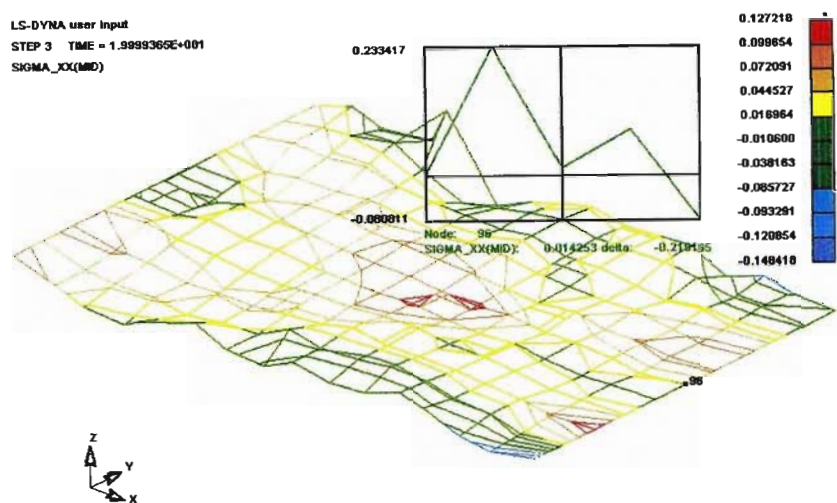 LS-DYNA user input
STEP 3 TIME = 1.9999365E+001
SIGMA_XX(MID)
0.233417
-0.080811
Node: 96
SIGMA_XX(MID): 0.014253 delta: -0.219165
0.127218
0.099654
0.072091
0.044527
0.016964
-0.010600
-0.038163
-0.065727
-0.093291
-0.120854
-0.148418
96
Z
Y
X